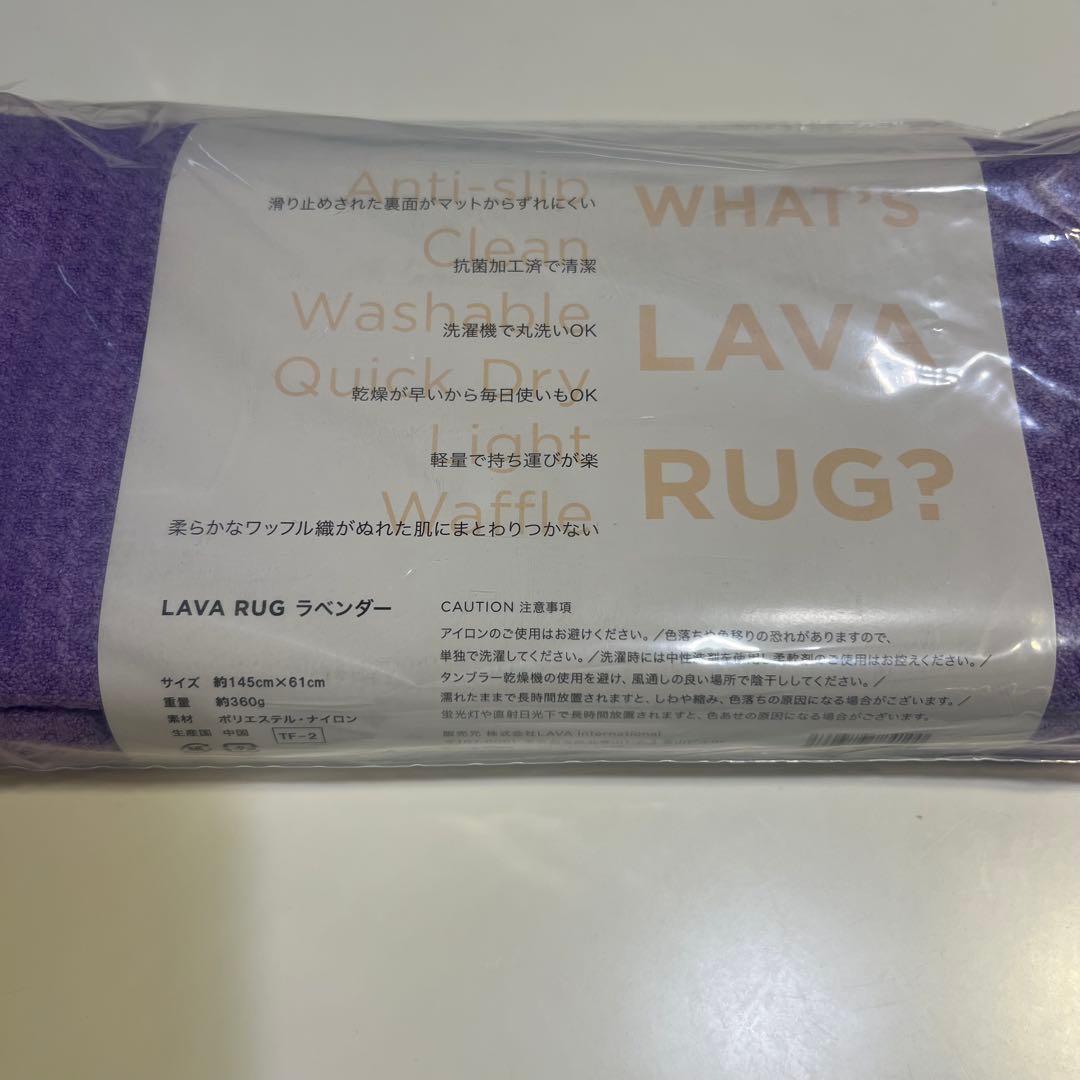 WHAT'S
LAVA
RUG?
Anti-slip
滑り止めされた裏面がマットからずれにくい
Clean
抗菌加工済で清潔
Washable
洗濯機で丸洗いOK
Quick Dry
乾燥が早いから毎日使いもOK
Light
軽量で持ち運びが楽
Waffle
柔らかなワッフル織がぬれた肌にまとわりつかない
LAVA RUG ラベンダー
サイズ 約145cm×61cm
重量 約360g
素材 ポリエステル・ナイロン
生産国 中国 TF-2
CAUTION 注意事項
アイロンのご使用はお避けください。／色落ちや色移りの恐れがありますので、
単独で洗濯してください。／洗濯時には中性洗剤を使用し柔軟剤のご使用はお控えください。／
タンブラー乾燥機の使用を避け、風通しの良い場所で陰干ししてください。／
濡れたままで長時間放置されますと、しわや縮み、色落ちの原因になる場合がございます。／
蛍光灯や直射日光下で長時間放置されますと、色あせの原因になる場合がございます。
販売元 株式会社LAVA International